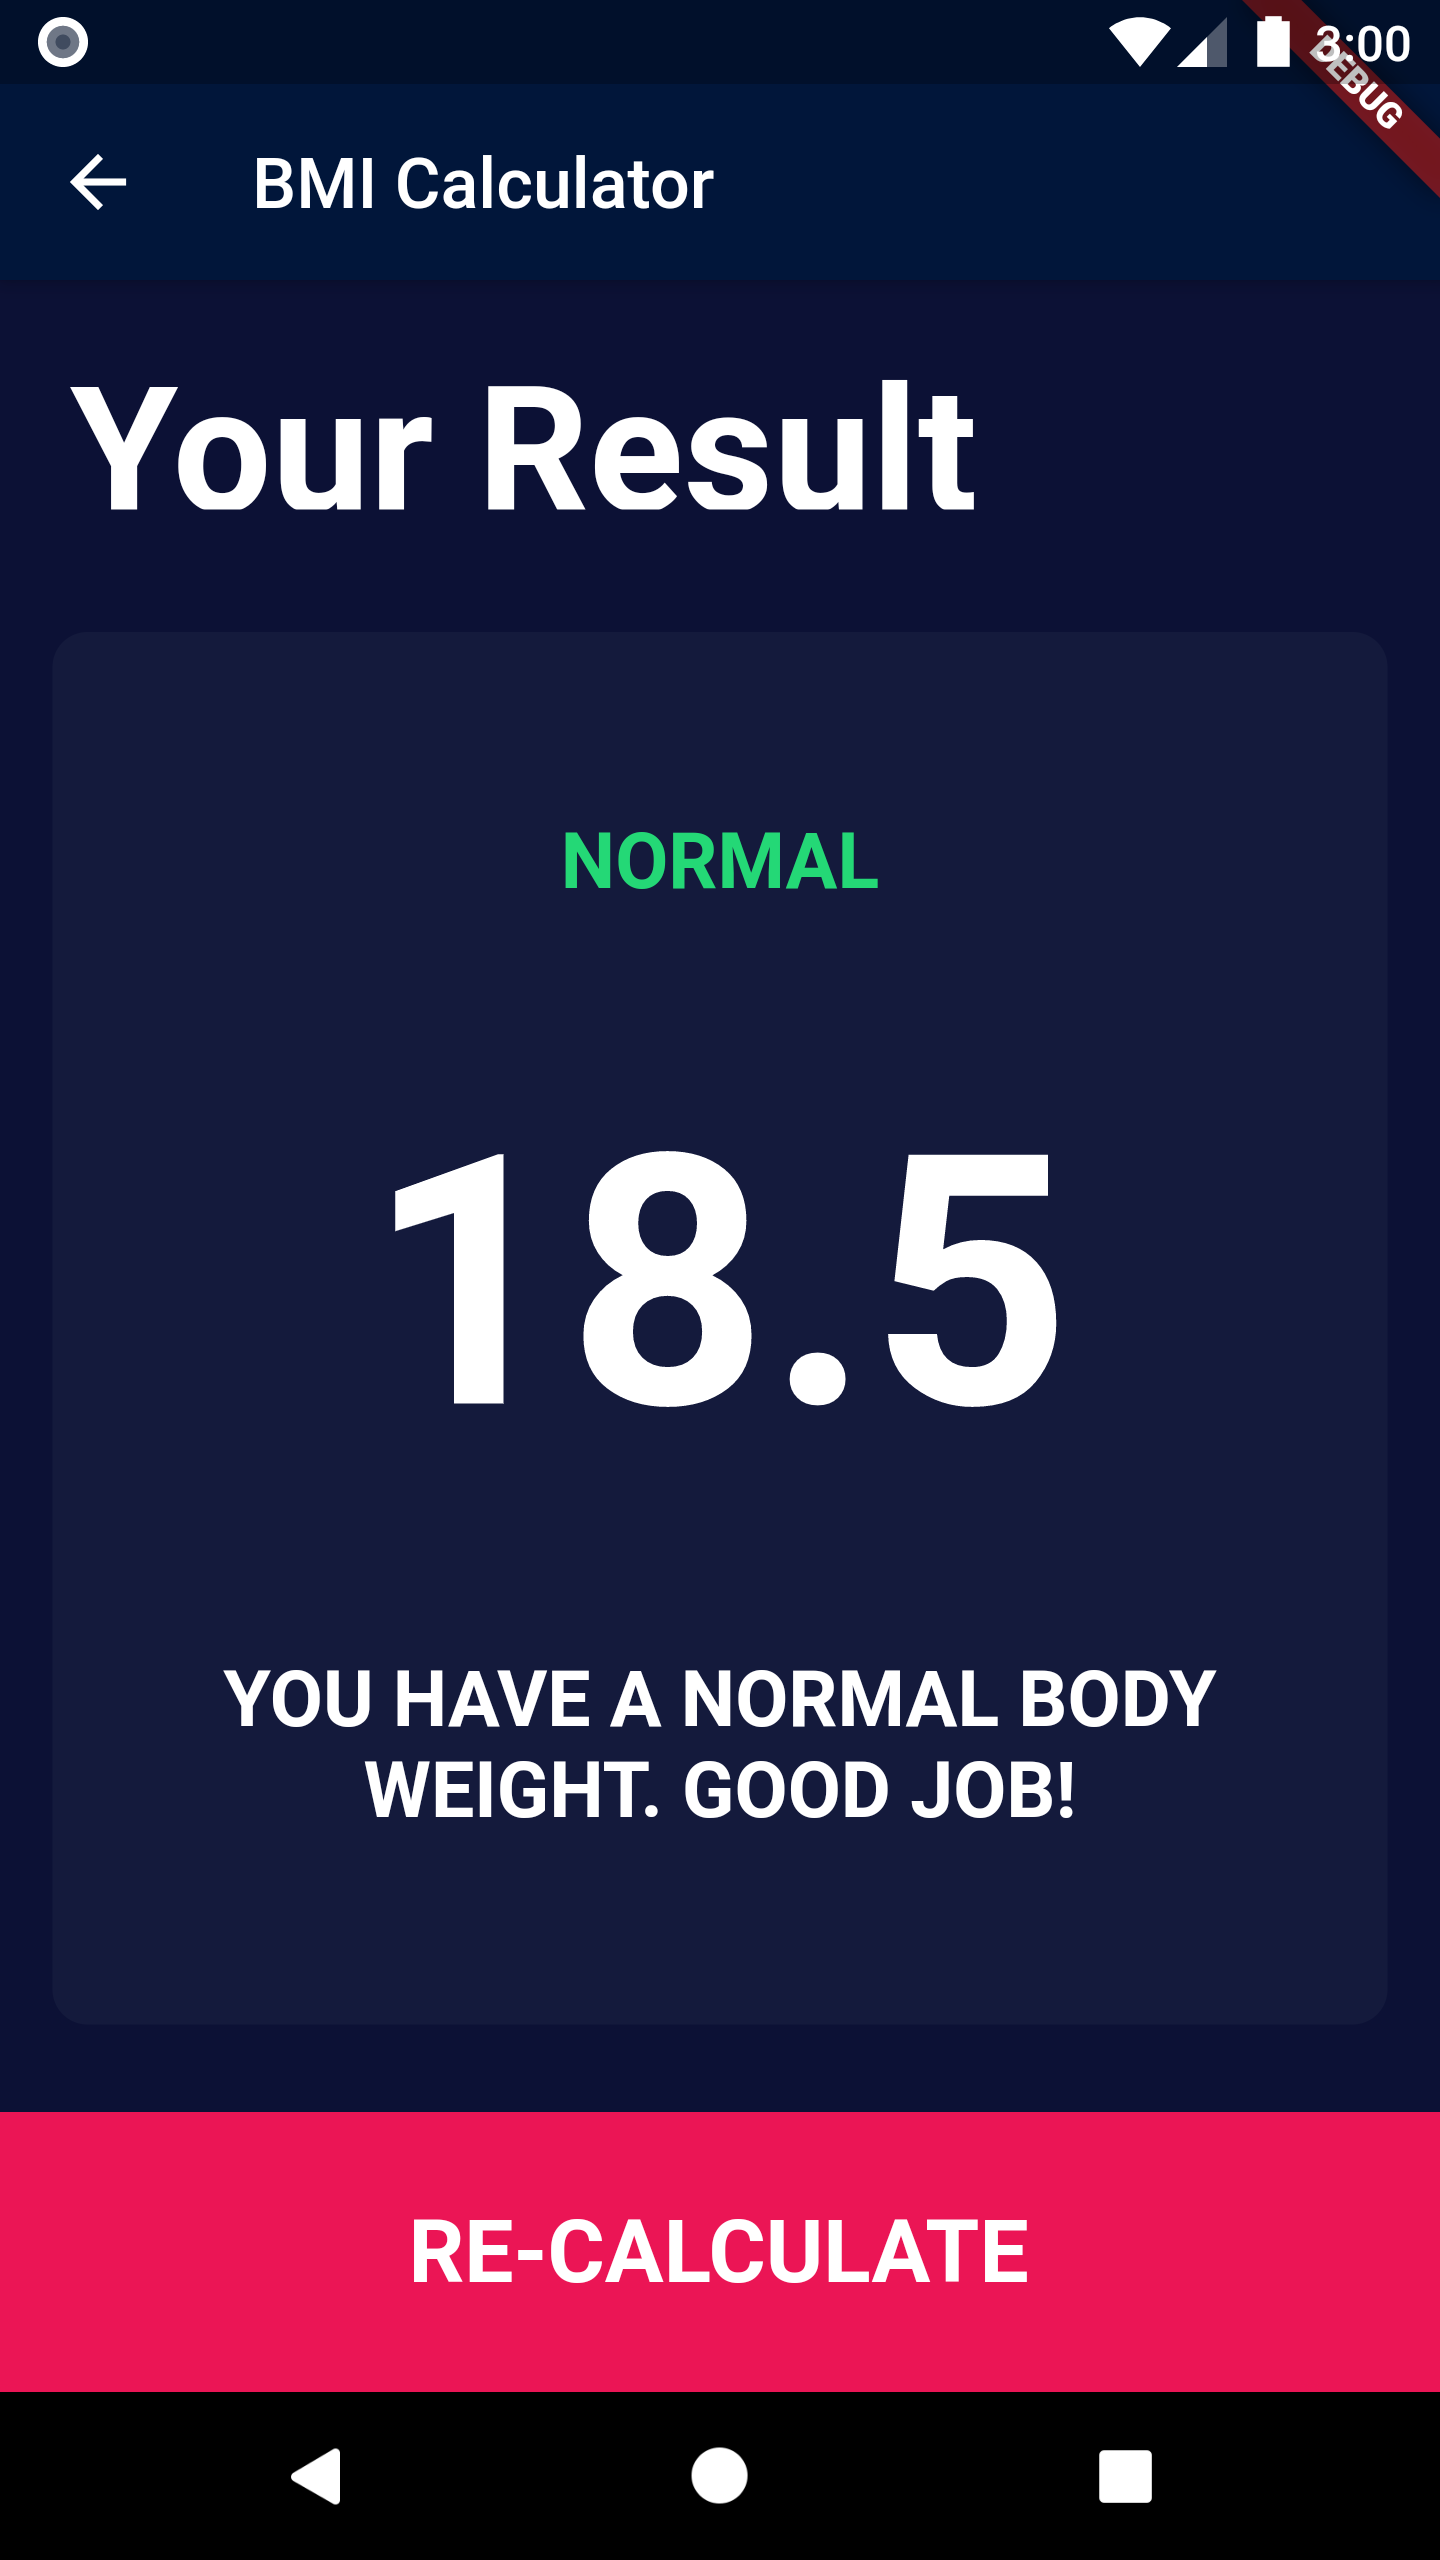 3:00
DEBUG
BMI Calculator
Your Result
NORMAL
18.5
YOU HAVE A NORMAL BODY
WEIGHT. GOOD JOB!
RE-CALCULATE